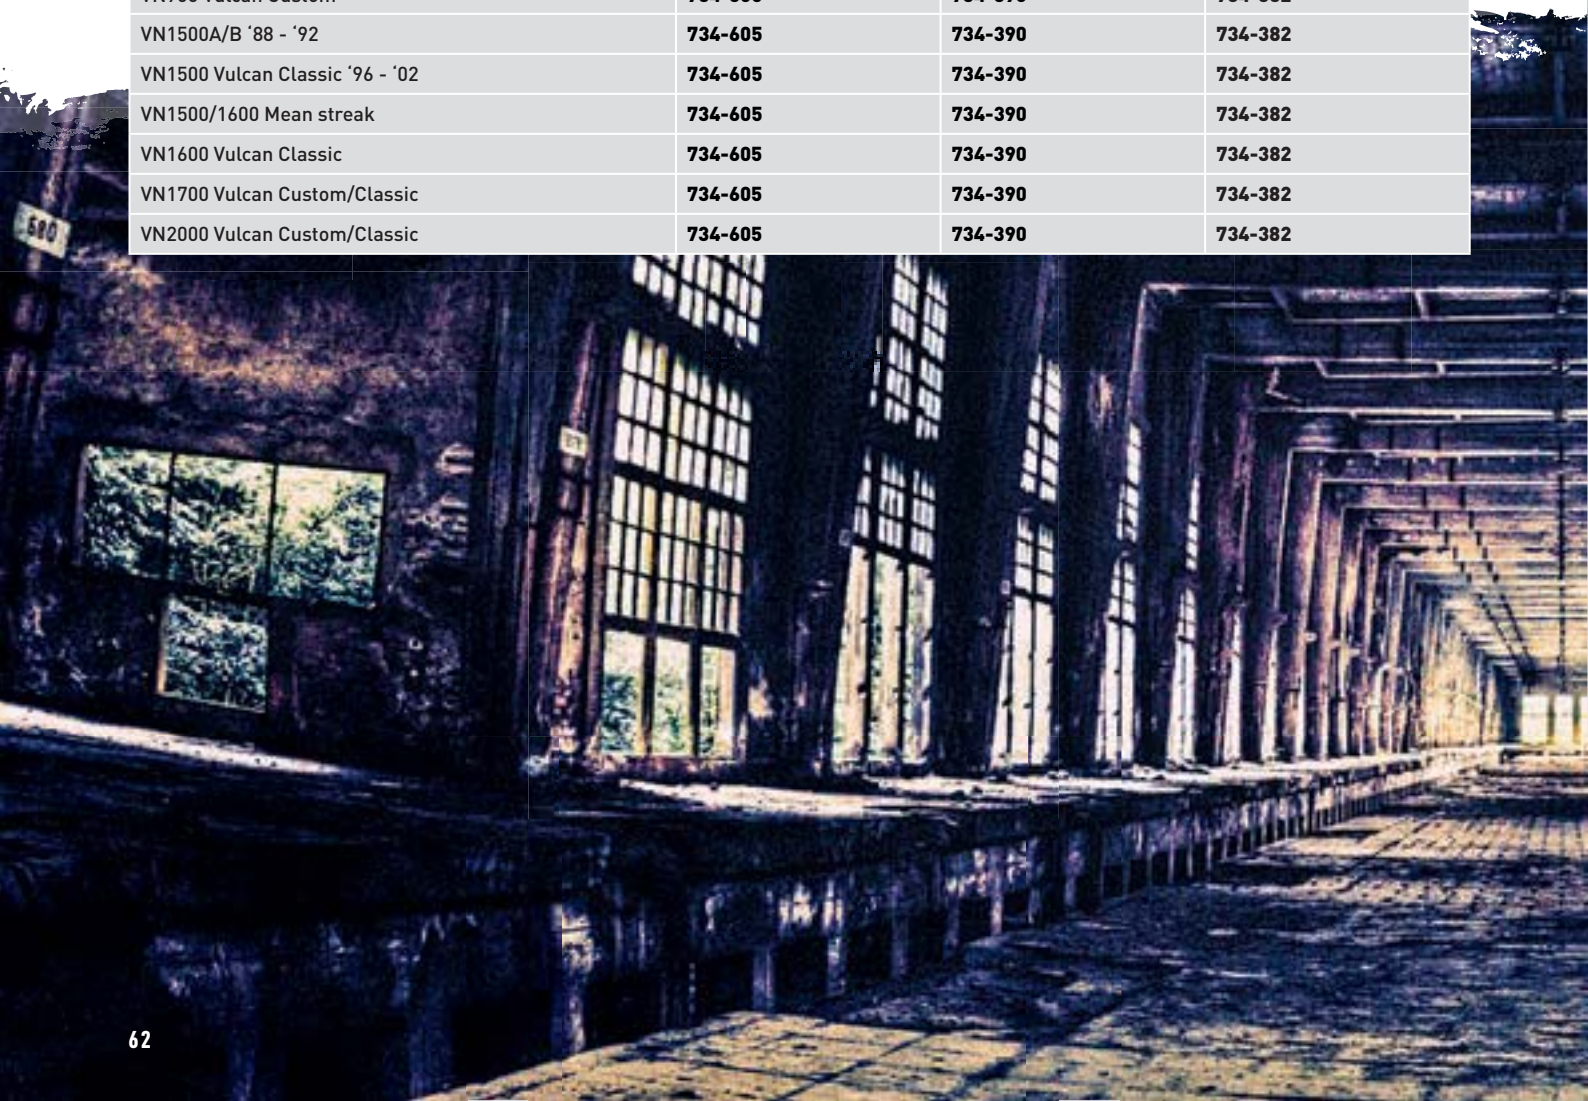 VN1500A/B ‘88 - ‘92 734-605 734-390 734-382
VN1500 Vulcan Classic ‘96 - ‘02 734-605 734-390 734-382
VN1500/1600 Mean streak 734-605 734-390 734-382
VN1600 Vulcan Classic 734-605 734-390 734-382
VN1700 Vulcan Custom/Classic 734-605 734-390 734-382
VN2000 Vulcan Custom/Classic 734-605 734-390 734-382
62